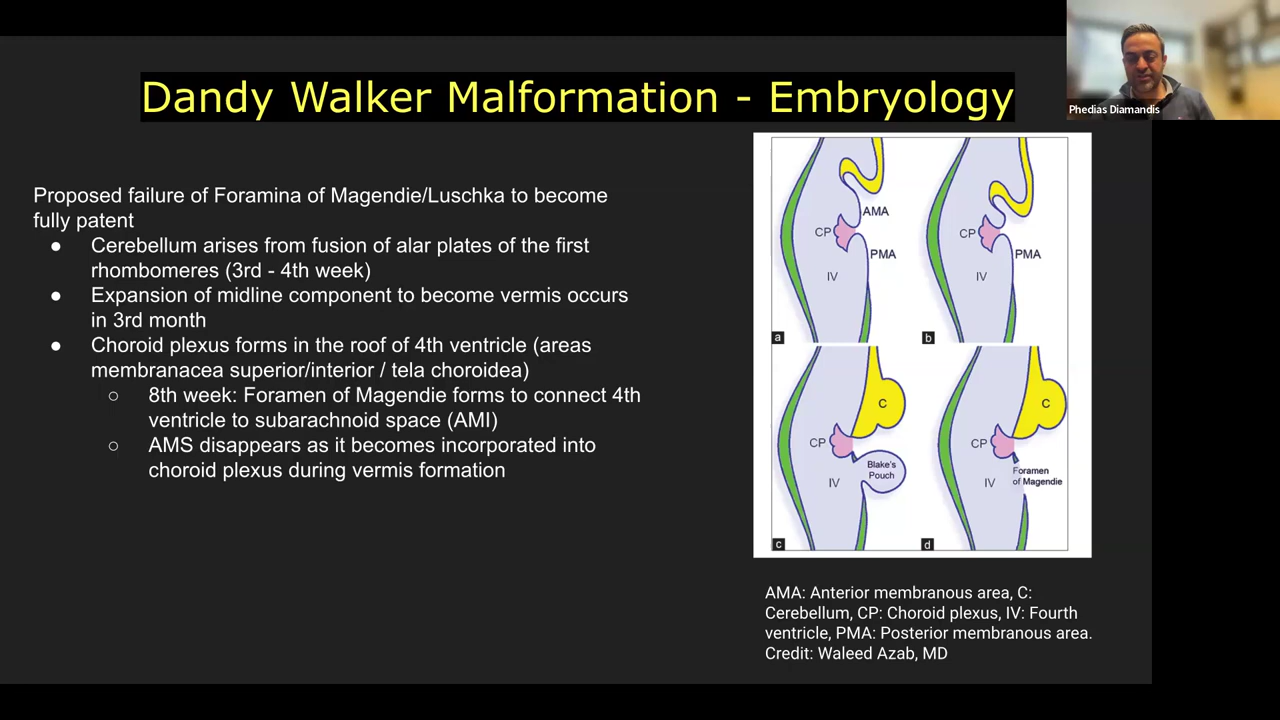 Dandy Walker Malformation - Embryology
Phedias Diamandis
Proposed failure of Foramina of Magendie/Luschka to become
fully patent
● Cerebellum arises from fusion of alar plates of the first
rhombomeres (3rd - 4th week)
● Expansion of midline component to become vermis occurs
in 3rd month
● Choroid plexus forms in the roof of 4th ventricle (areas
membranacea superior/interior / tela choroidea)
○ 8th week: Foramen of Magendie forms to connect 4th
ventricle to subarachnoid space (AMI)
○ AMS disappears as it becomes incorporated into
choroid plexus during vermis formation
AMA
CP
PMA
IV
a
CP
PMA
IV
b
C
CP
Blake's
Pouch
IV
c
C
CP
Foramen
of Magendie
IV
d
AMA: Anterior membranous area, C:
Cerebellum, CP: Choroid plexus, IV: Fourth
ventricle, PMA: Posterior membranous area.
Credit: Waleed Azab, MD